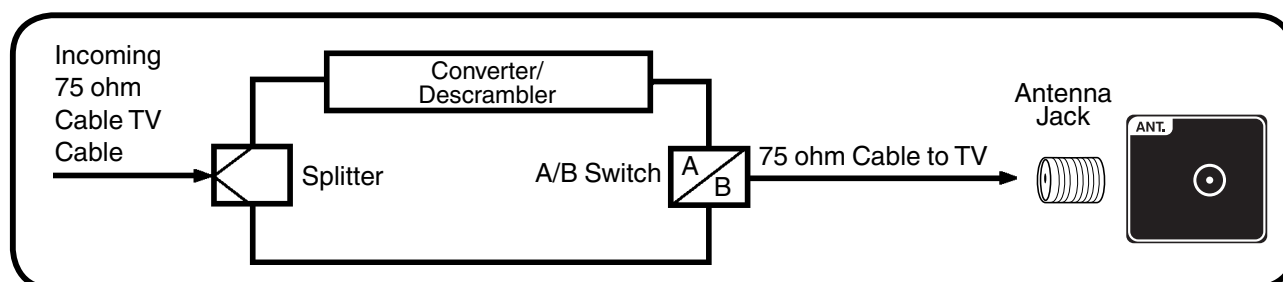 Incoming
75 ohm
Cable TV
Cable
Converter/
Descrambler
Splitter
A/B Switch
A
B
75 ohm Cable to TV
Antenna
Jack
ANT.